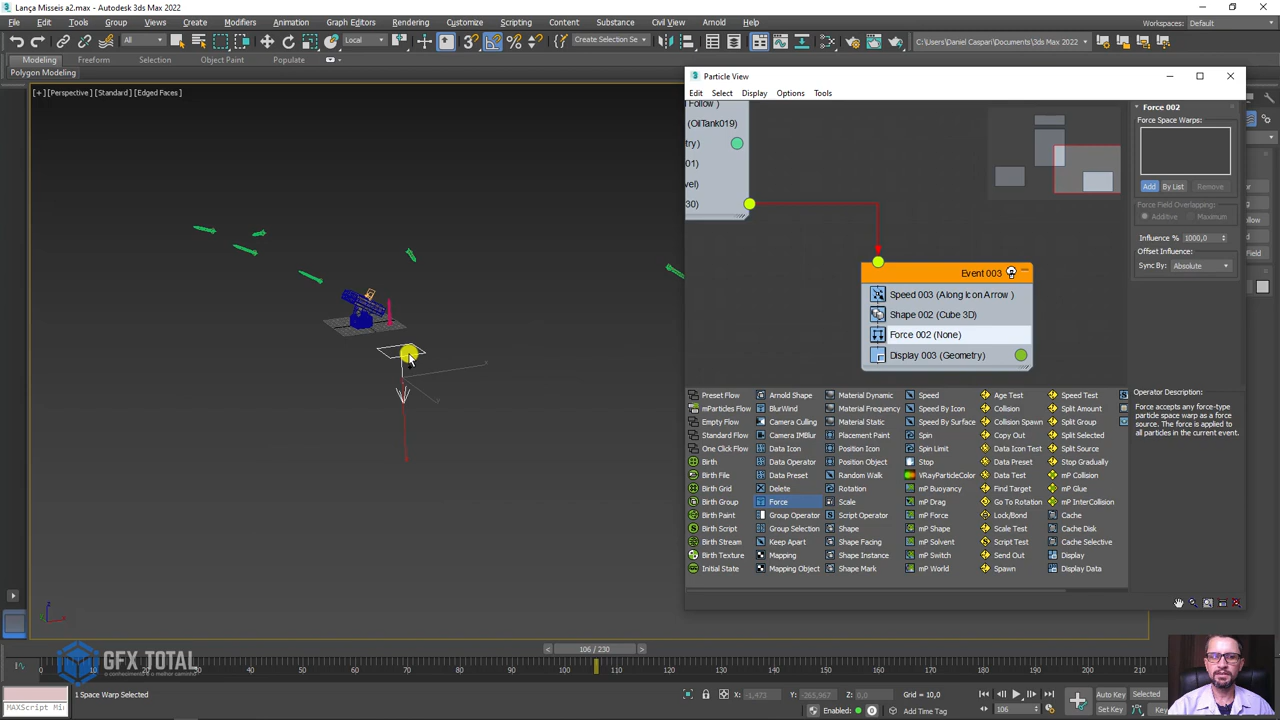 Lança Misseis a2.max - Autodesk 3ds Max 2022
File Edit Tools Group Views Create Modifiers Animation Graph Editors Rendering Customize Scripting Content Substance Civil View Arnold Help
Workspaces: Default
All Local Create Selection Se C:\Users\Daniel Caspari\Documents\3ds Max 2022
Modeling Freeform Selection Object Paint Populate
Polygon Modeling
[+] [Perspective] [Standard] [Edged Faces]
Particle View
Edit Select Display Options Tools
Follow )
(OilTank019)
try)
01)
vel)
30)
Event 003
Speed 003 (Along Icon Arrow )
Shape 002 (Cube 3D)
Force 002 (None)
Display 003 (Geometry)
Force 002
Force Space Warps:
Add By List Remove
Force Field Overlapping:
Additive Maximum
Influence % 1000,0
Offset Influence:
Sync By: Absolute
Preset Flow Arnold Shape Material Dynamic Speed Age Test Speed Test
mParticles Flow BlurWind Material Frequency Speed By Icon Collision Split Amount
Empty Flow Camera Culling Material Static Speed By Surface Collision Spawn Split Group
Standard Flow Camera IMBlur Placement Paint Spin Copy Out Split Selected
One Click Flow Data Icon Position Icon Spin Limit Data Icon Test Split Source
Birth Data Operator Position Object Stop Data Preset Stop Gradually
Birth File Data Preset Random Walk VRayParticleColor Data Test mP Collision
Birth Grid Delete Rotation mP Buoyancy Find Target mP Glue
Birth Group Force Scale mP Drag Go To Rotation mP InterCollision
Birth Paint Group Operator Script Operator mP Force Lock/Bond Cache
Birth Script Group Selection Shape mP Shape Scale Test Cache Disk
Birth Stream Keep Apart Shape Facing mP Solvent Script Test Cache Selective
Birth Texture Mapping Shape Instance mP Switch Send Out Display
Initial State Mapping Object Shape Mark mP World Spawn Display Data
Operator Description:
Force accepts any force-type
particle space warp as a force
source. The force is applied to
all particles in the current event.
GFX TOTAL
o conhecimento é o melhor caminho
106 / 230
0 10 20 30 40 50 60 70 80 90 100 110 120 130 140 150 160 170 180 190 200
1 Space Warp Selected
MAXScript Mi
X: -1,471 Y: -265,967 Z: 0,0 Grid = 10,0
Enabled: Add Time Tag
106
Auto Key Selected
Set Key